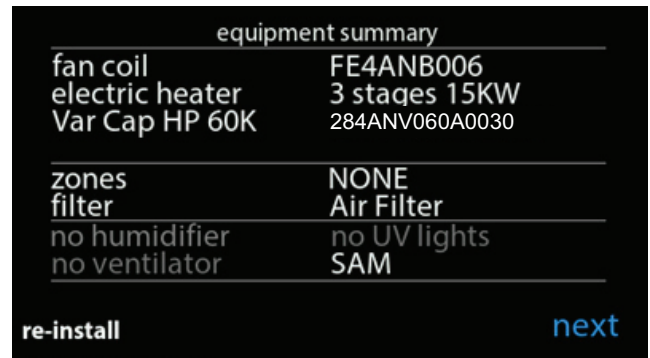 equipment summary
fan coil FE4ANB006
electric heater 3 stages 15KW
Var Cap HP 60K 284ANV060A0030
zones NONE
filter Air Filter
no humidifier no UV lights
no ventilator SAM
re-install next